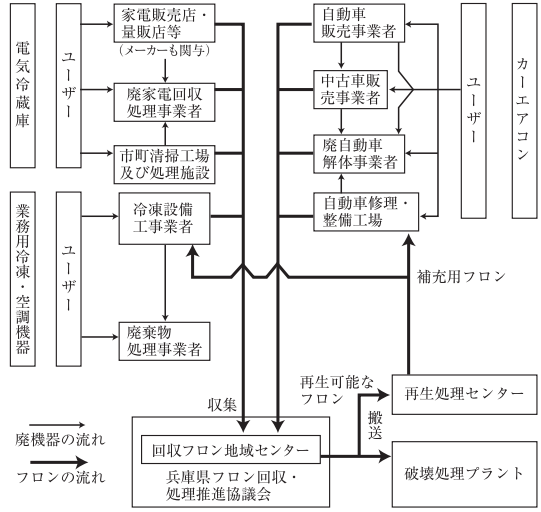 電気冷蔵庫
ユーザー
家電販売店・
量販店等
（メーカーも関与）
廃家電回収
処理事業者
市町清掃工場
及び処理施設
業務用冷凍・空調機器
ユーザー
冷凍設備
工事業者
廃棄物
処理事業者
自動車
販売事業者
中古車販
売事業者
廃自動車
解体事業者
自動車修理・
整備工場
ユーザー
カーエアコン
補充用フロン
収集
再生可能な
フロン
搬送
再生処理センター
破壊処理プラント
回収フロン地域センター
兵庫県フロン回収・
処理推進協議会
廃機器の流れ
フロンの流れ